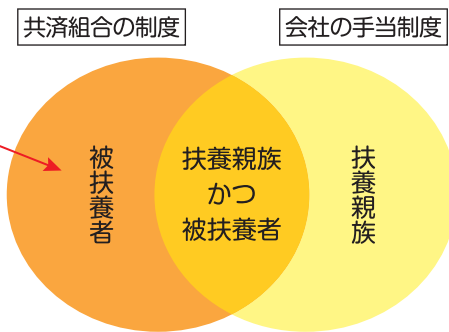 共済組合の制度
会社の手当制度
被扶養者
扶養親族
かつ
被扶養者
扶養親族